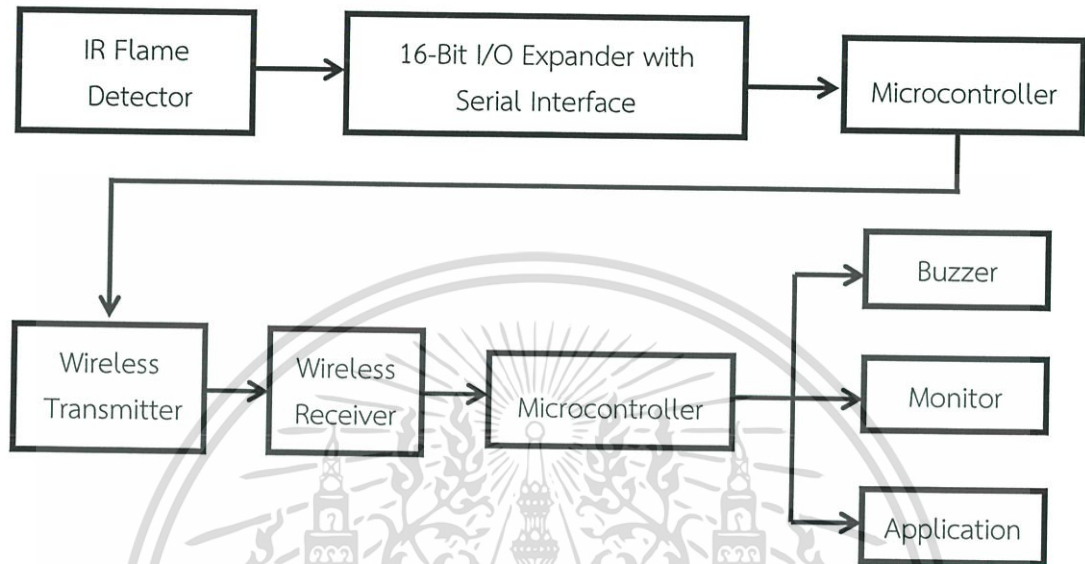 IR Flame
Detector
16-Bit I/O Expander with
Serial Interface
Microcontroller
Wireless
Transmitter
Wireless
Receiver
Microcontroller
Buzzer
Monitor
Application